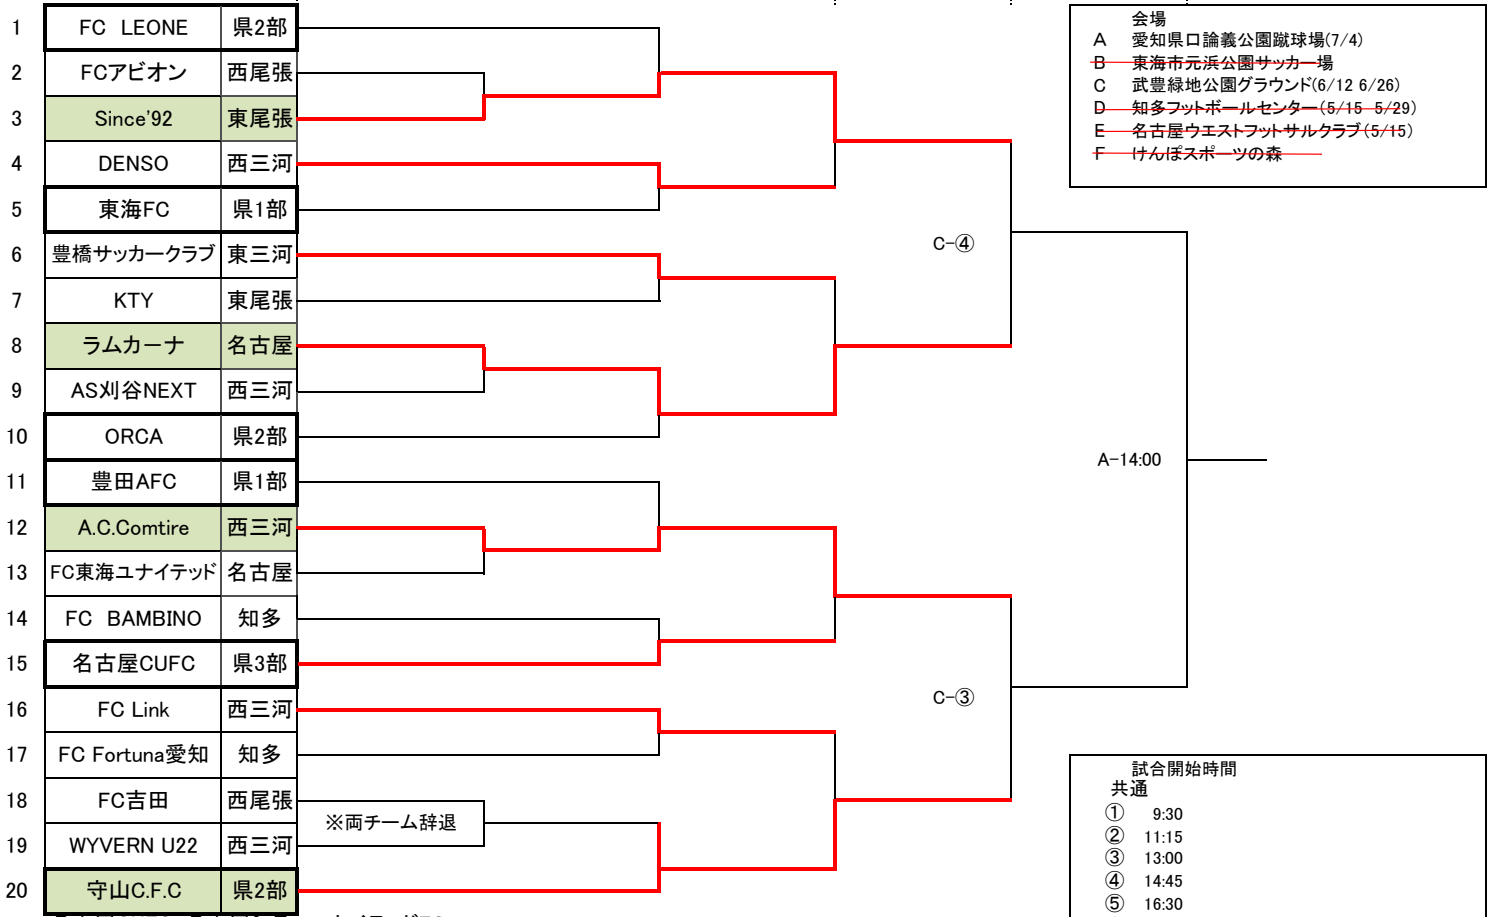 1 FC LEONE 県2部
2 FCアビオン 西尾張
3 Since'92 東尾張
4 DENSO 西三河
5 東海FC 県1部
6 豊橋サッカークラブ 東三河
7 KTY 東尾張
8 ラムカーナ 名古屋
9 AS刈谷NEXT 西三河
10 ORCA 県2部
11 豊田AFC 県1部
12 A.C.Comtire 西三河
13 FC東海ユナイテッド 名古屋
14 FC BAMBINO 知多
15 名古屋CUFC 県3部
16 FC Link 西三河
17 FC Fortuna愛知 知多
18 FC吉田 西尾張
19 WYVERN U22 西三河
20 守山C.F.C 県2部
※両チーム辞退
C-④
C-③
A-14:00
会場
A 愛知県口論義公園蹴球場(7/4)
B 東海市元浜公園サッカー場
C 武豊緑地公園グラウンド(6/12 6/26)
D 知多フットボールセンター(5/15 5/29)
E 名古屋ウエストフットサルクラブ(5/15)
F けんぽスポーツの森
試合開始時間
共通
① 9:30
② 11:15
③ 13:00
④ 14:45
⑤ 16:30